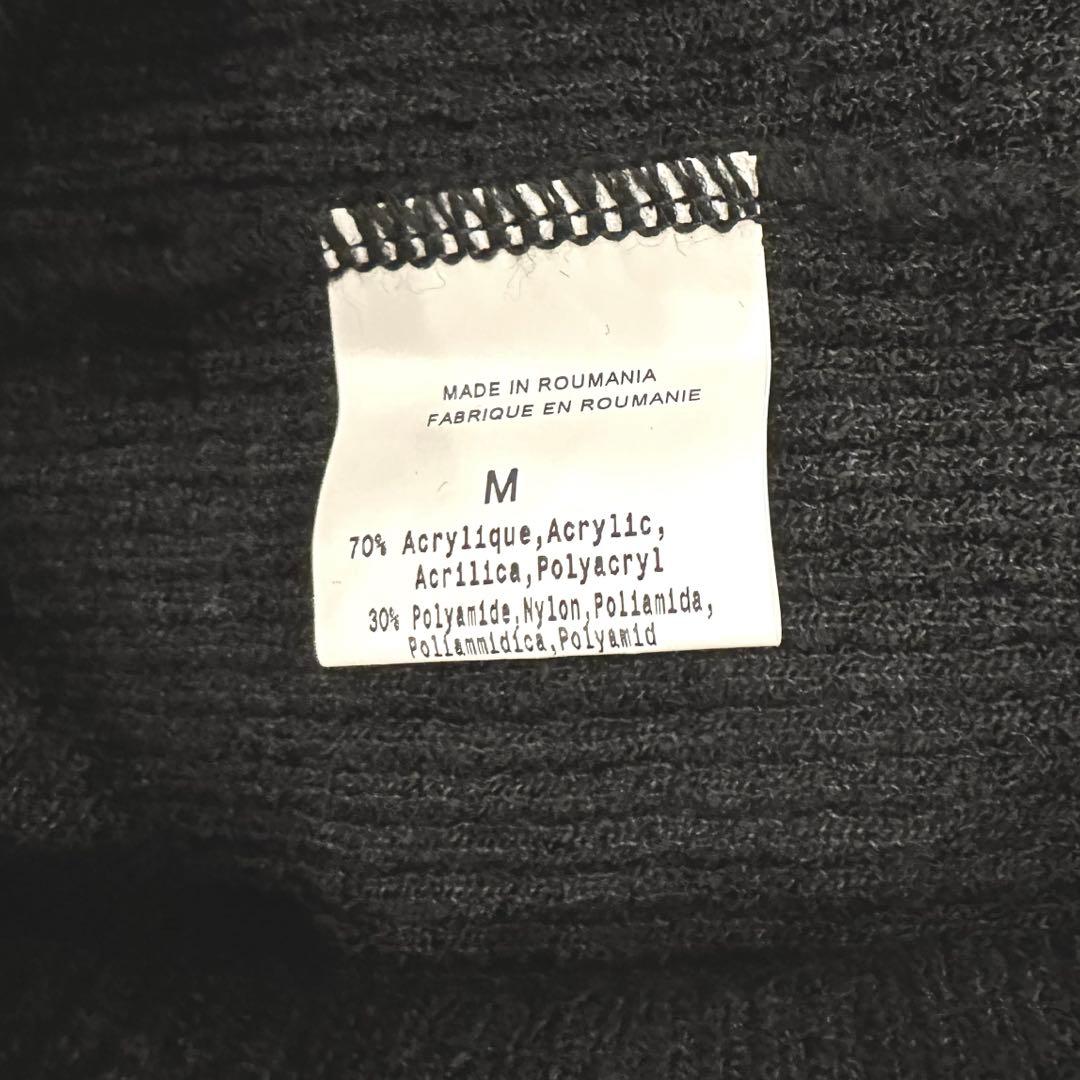 MADE IN ROUMANIA
FABRIQUE EN ROUMANIE
M
70% Acrylique,Acrylic,
Acrilica,Polyacryl
30% Polyamide,Nylon,Poliamida,
Poliammidica,Polyamid